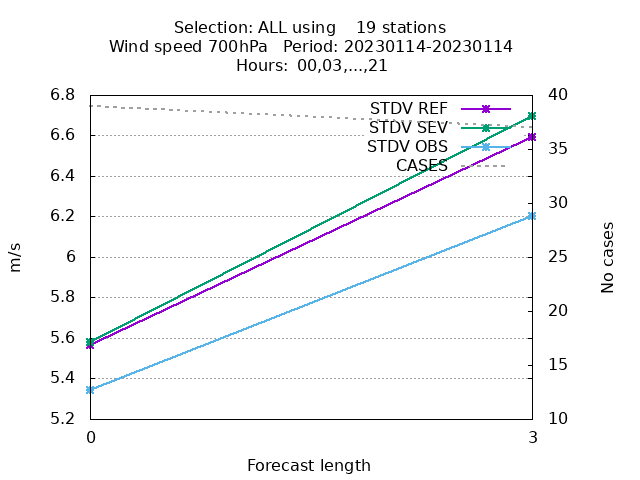 Selection: ALL using    19 stations
Wind speed 700hPa   Period: 20230114-20230114
Hours:  00,03,...,21
STDV REF
STDV SEV
STDV OBS
CASES
6.8
6.6
6.4
6.2
6
5.8
5.6
5.4
5.2
40
35
30
25
20
15
10
m/s
No cases
0
3
Forecast length